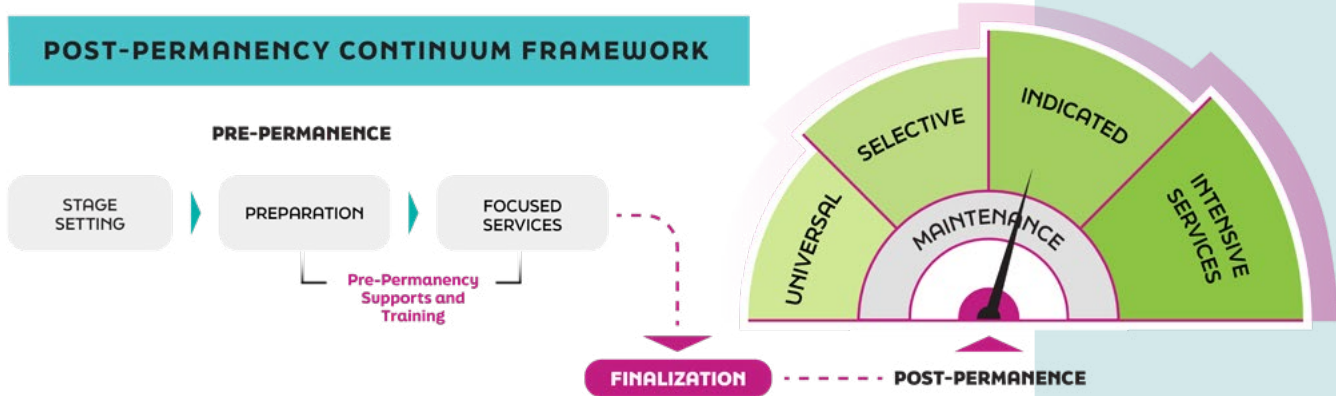 POST-PERMANENCY CONTINUUM FRAMEWORK
PRE-PERMANENCE
STAGE
SETTING
PREPARATION
FOCUSED
SERVICES
Pre-Permanency
Supports and
Training
FINALIZATION
POST-PERMANENCE
UNIVERSAL
SELECTIVE
INDICATED
INTENSIVE
SERVICES
MAINTENANCE